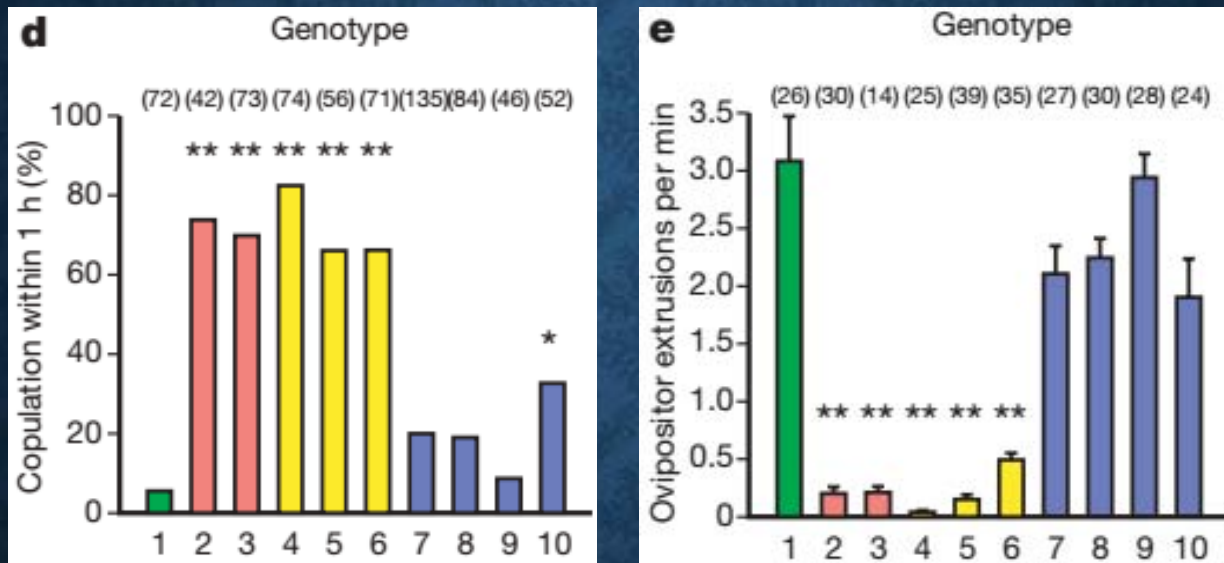 d
Genotype
(72) (42) (73) (74) (56) (71)(135)(84) (46) (52)
Copulation within 1 h (%)
100
80
60
40
20
0
** ** ** ** **
*
1 2 3 4 5 6 7 8 9 10
e
Genotype
(26) (30) (14) (25) (39) (35) (27) (30) (28) (24)
Ovipositor extrusions per min
3.5
3.0
2.5
2.0
1.5
1.0
0.5
0
** ** ** ** **
1 2 3 4 5 6 7 8 9 10